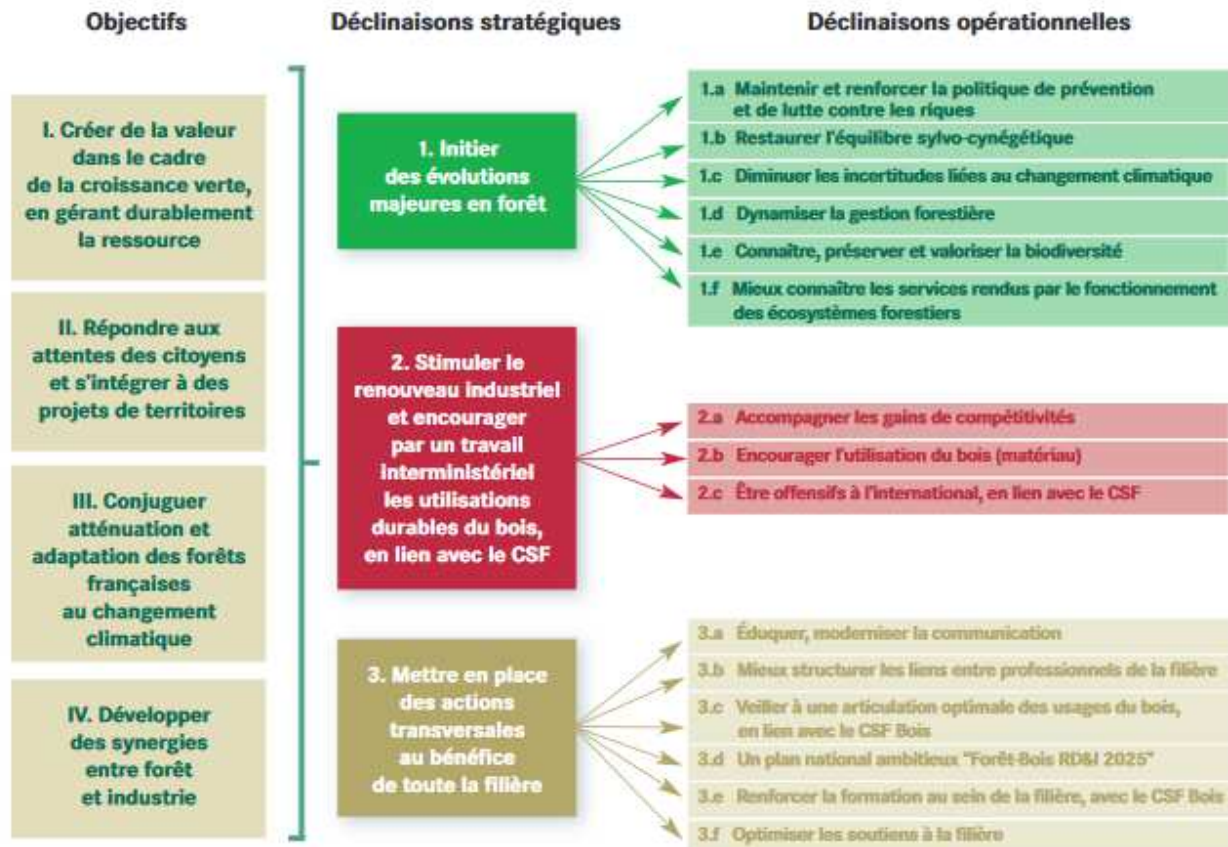 Objectifs
Déclinaisons stratégiques
Déclinaisons opérationnelles
I. Créer de la valeur
dans le cadre
de la croissance verte,
en gérant durablement
la ressource
II. Répondre aux
attentes des citoyens
et s'intégrer à des
projets de territoires
III. Conjuguer
atténuation et
adaptation des forêts
françaises
au changement
climatique
IV. Développer
des synergies
entre forêt
et industrie
1. Initier
des évolutions
majeures en forêt
1.a Maintenir et renforcer la politique de prévention
et de lutte contre les riques
1.b Restaurer l'équilibre sylvo-cynégétique
1.c Diminuer les incertitudes liées au changement climatique
1.d Dynamiser la gestion forestière
1.e Connaître, préserver et valoriser la biodiversité
1.f Mieux connaître les services rendus par le fonctionnement
des écosystèmes forestiers
2. Stimuler le
renouveau industriel
et encourager
par un travail
interministériel
les utilisations
durables du bois,
en lien avec le CSF
2.a Accompagner les gains de compétitivités
2.b Encourager l'utilisation du bois (matériau)
2.c Être offensifs à l'international, en lien avec le CSF
3. Mettre en place
des actions
transversales
au bénéfice
de toute la filière
3.a Éduquer, moderniser la communication
3.b Mieux structurer les liens entre professionnels de la filière
3.c Veiller à une articulation optimale des usages du bois,
en lien avec le CSF Bois
3.d Un plan national ambitieux "Forêt-Bois RD&I 2025"
3.e Renforcer la formation au sein de la filière, avec le CSF Bois
3.f Optimiser les soutiens à la filière